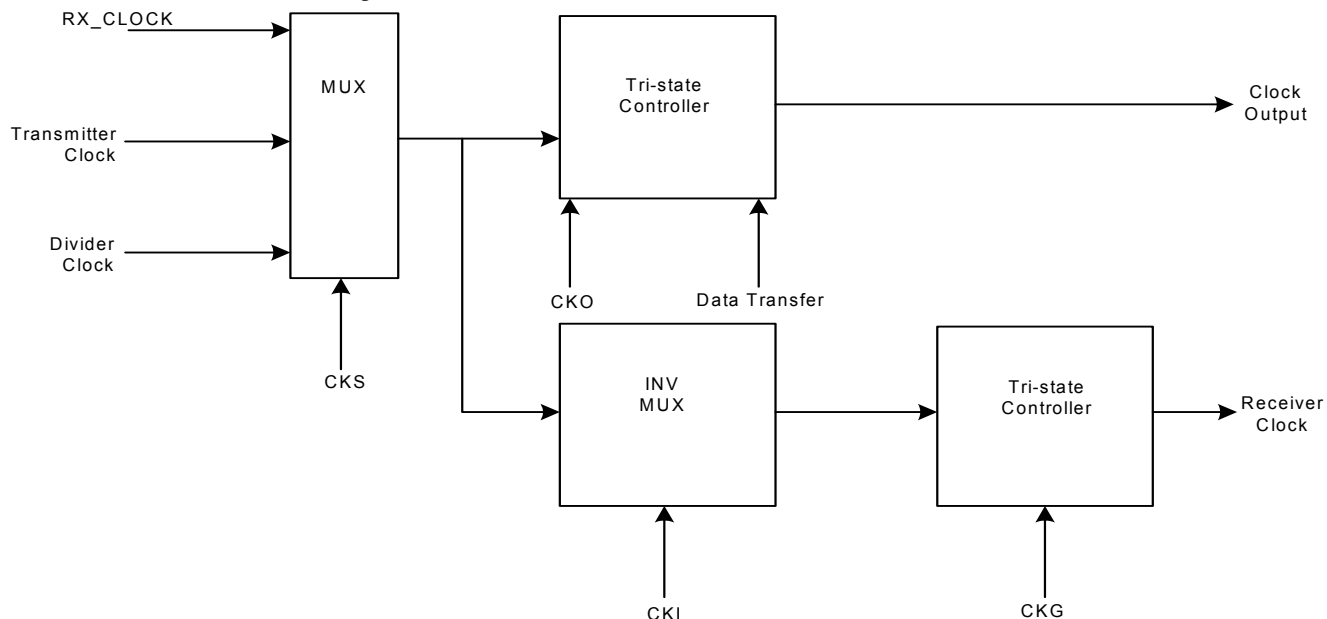 RX_CLOCK
MUX
Tri-state
Controller
Clock
Output
Transmitter
Clock
Divider
Clock
CKO
Data Transfer
CKS
INV
MUX
Tri-state
Controller
Receiver
Clock
CKI
CKG